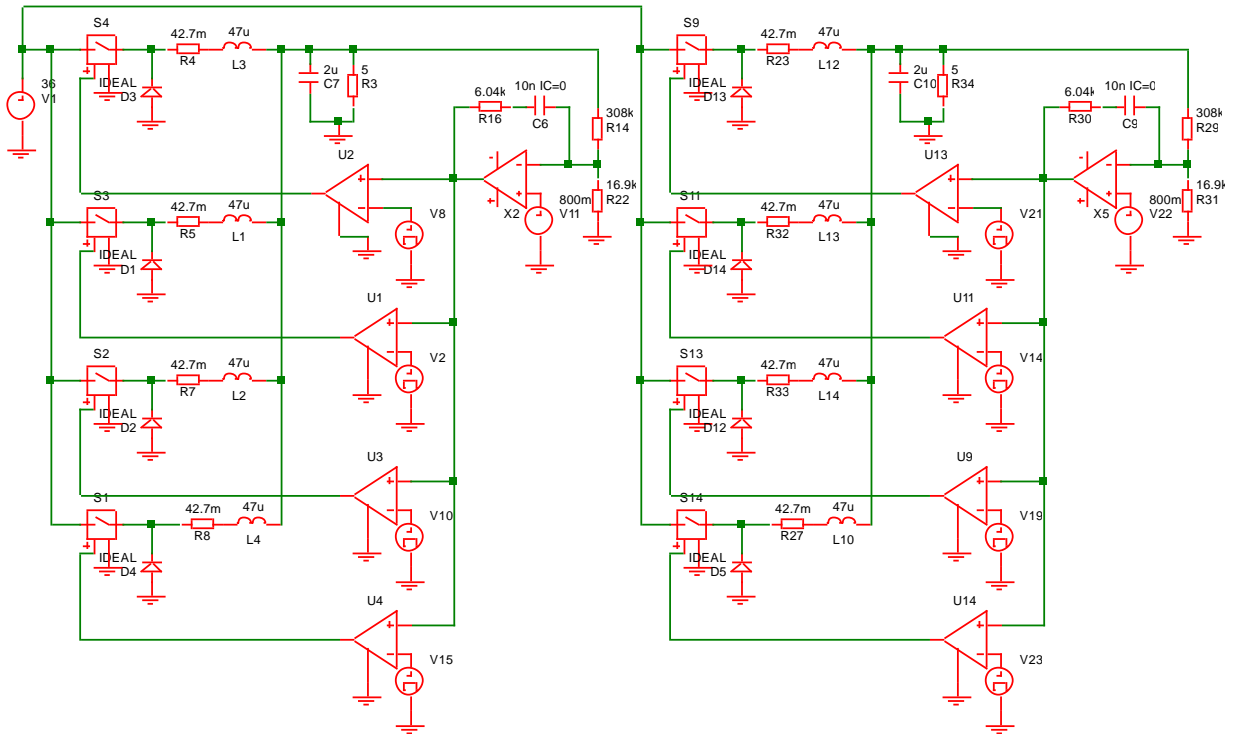 S4
42.7m
R4
47u
L3
36
V1
IDEAL
D3
2u
C7
5
R3
6.04k
R16
10n IC=0
C6
308k
R14
U2
X2
800m
V11
16.9k
R22
V8
S3
42.7m
R5
47u
L1
IDEAL
D1
U1
V2
S2
42.7m
R7
47u
L2
IDEAL
D2
U3
V10
S1
42.7m
R8
47u
L4
IDEAL
D4
U4
V15
S9
42.7m
R23
47u
L12
IDEAL
D13
2u
C10
5
R34
6.04k
R30
10n IC=0
C9
308k
R29
U13
X5
800m
V22
16.9k
R31
V21
S11
42.7m
R32
47u
L13
IDEAL
D14
U11
V14
S13
42.7m
R33
47u
L14
IDEAL
D12
U9
V19
S14
42.7m
R27
47u
L10
IDEAL
D5
U14
V23